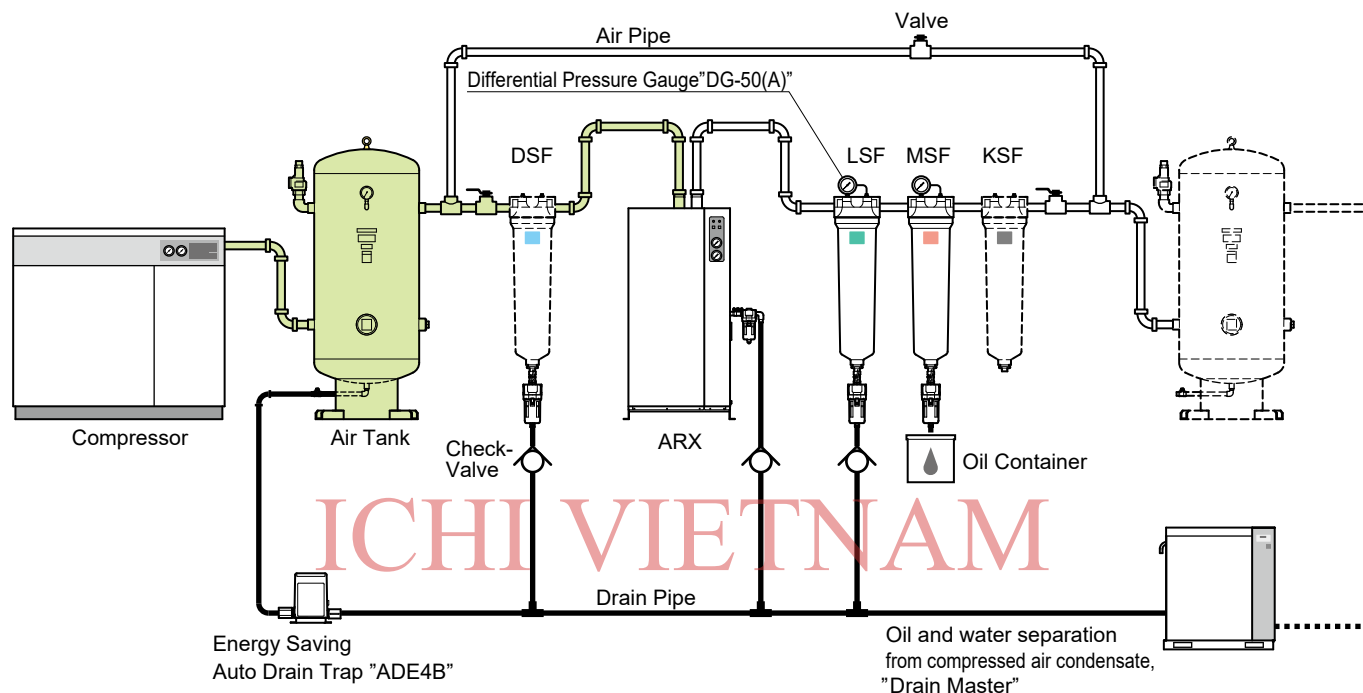 Valve
Air Pipe
Differential Pressure Gauge"DG-50(A)"
DSF
LSF
MSF
KSF
Compressor
Air Tank
Check-
Valve
ARX
Oil Container
ICHI VIETNAM
Drain Pipe
Energy Saving
Auto Drain Trap "ADE4B"
Oil and water separation
from compressed air condensate,
"Drain Master"